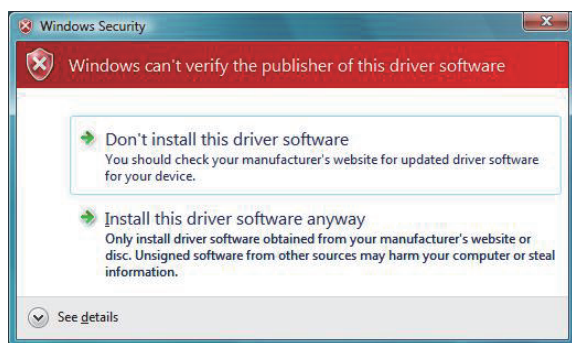 Windows Security
Windows can't verify the publisher of this driver software
Don't install this driver software
You should check your manufacturer's website for updated driver software
for your device.
Install this driver software anyway
Only install driver software obtained from your manufacturer's website or
disc. Unsigned software from other sources may harm your computer or steal
information.
See details